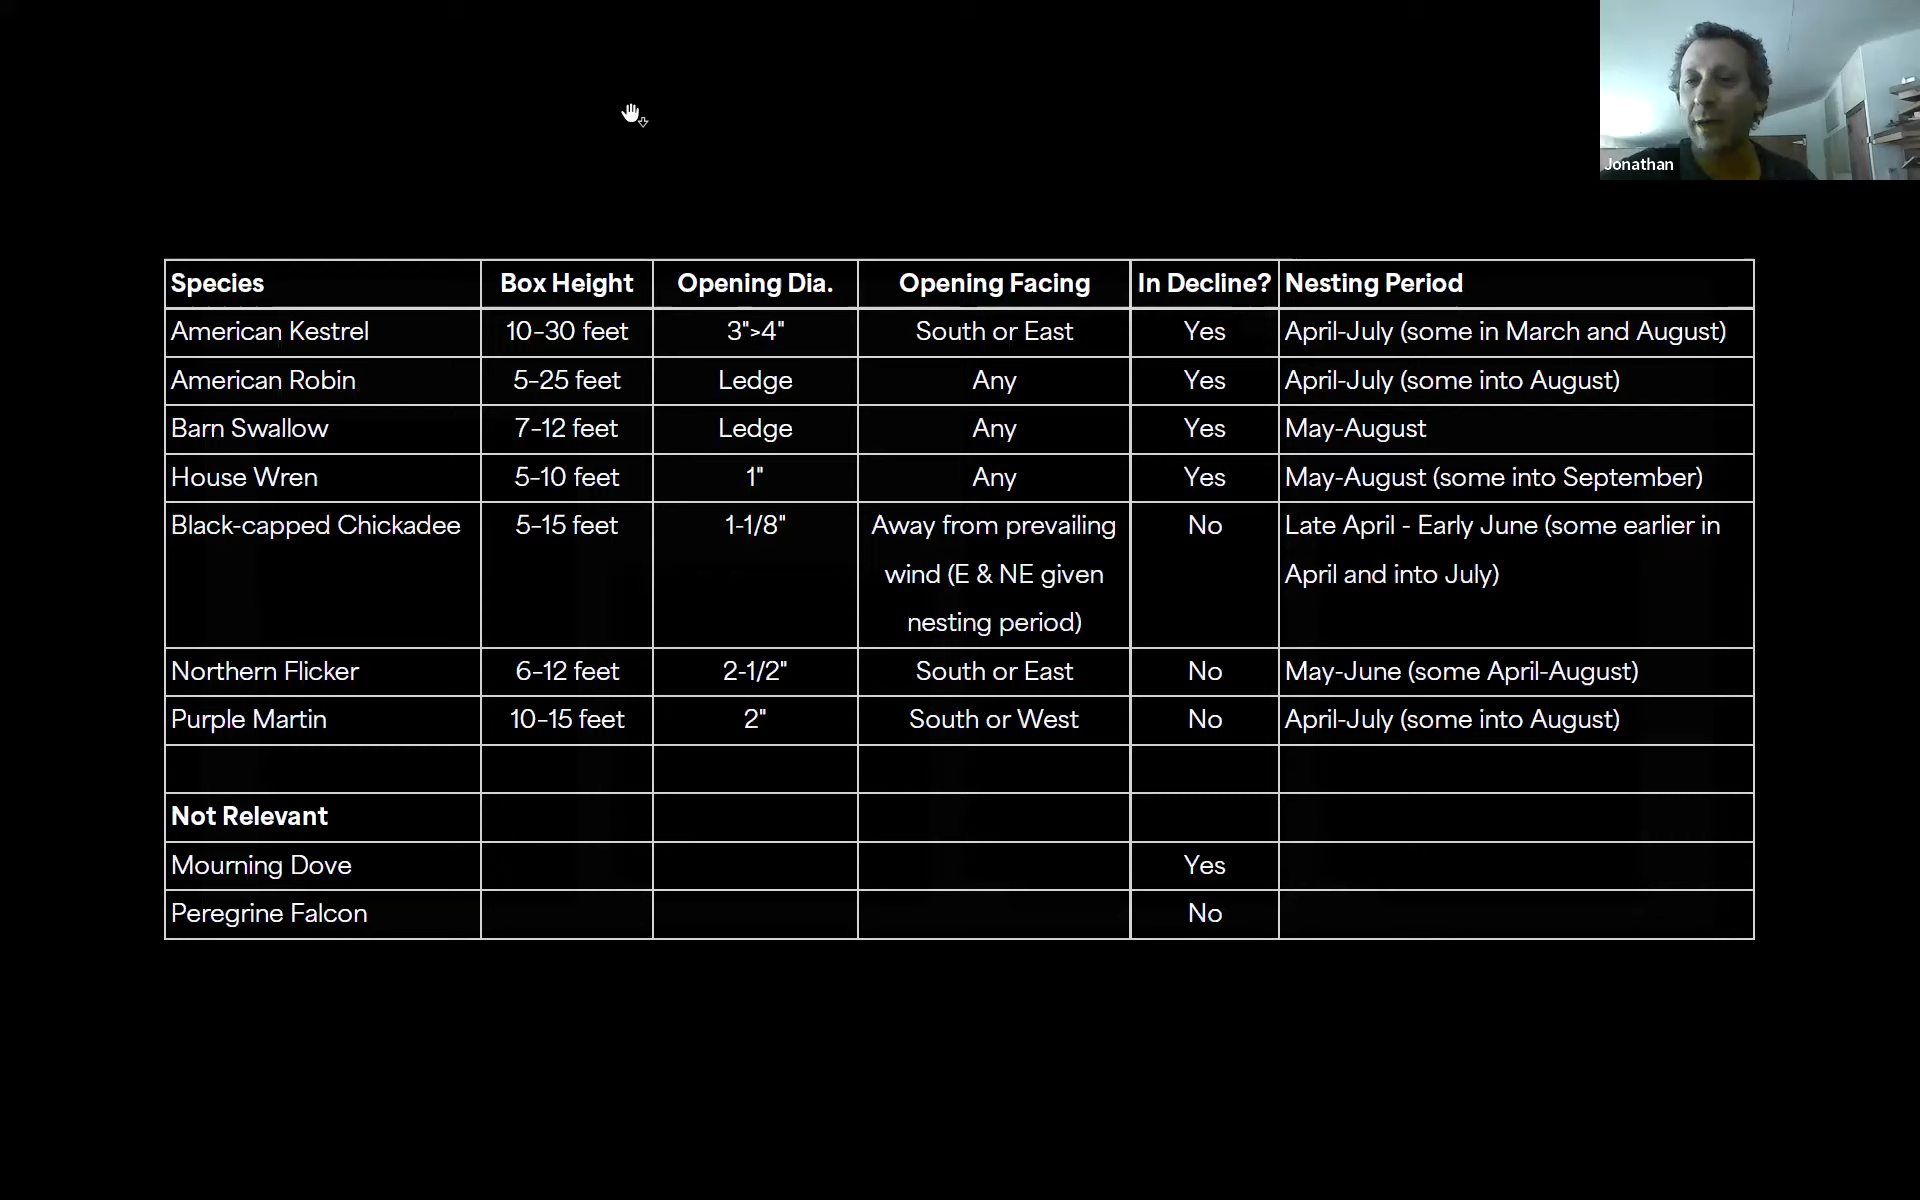 Jonathan
Species Box Height Opening Dia. Opening Facing In Decline? Nesting Period
American Kestrel 10–30 feet 3">4" South or East Yes April-July (some in March and August)
American Robin 5–25 feet Ledge Any Yes April-July (some into August)
Barn Swallow 7–12 feet Ledge Any Yes May-August
House Wren 5–10 feet 1" Any Yes May-August (some into September)
Black-capped Chickadee 5–15 feet 1-1/8" Away from prevailing No Late April - Early June (some earlier in
wind (E & NE given April and into July)
nesting period)
Northern Flicker 6–12 feet 2-1/2" South or East No May-June (some April-August)
Purple Martin 10–15 feet 2" South or West No April-July (some into August)
Not Relevant
Mourning Dove Yes
Peregrine Falcon No